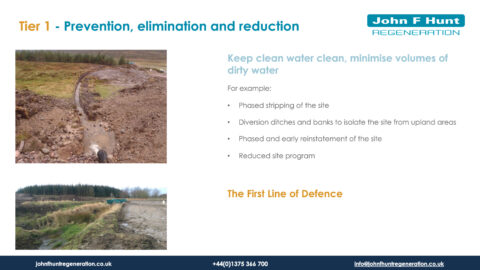 Tier 1 - Prevention, elimination and reduction
John F Hunt
REGENERATION
Keep clean water clean, minimise volumes of
dirty water
For example:
• Phased stripping of the site
• Diversion ditches and banks to isolate the site from upland areas
• Phased and early reinstatement of the site
• Reduced site program
The First Line of Defence
johnfhuntregeneration.co.uk
+44(0)1375 366 700
info@johnfhuntregeneration.co.uk